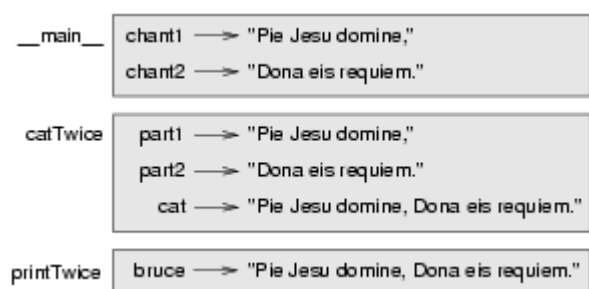 __main__ chant1 "Pie Jesu domine,"
chant2 "Dona eis requiem."
catTwice part1 "Pie Jesu domine,"
part2 "Dona eis requiem."
cat "Pie Jesu domine, Dona eis requiem."
printTwice bruce "Pie Jesu domine, Dona eis requiem."